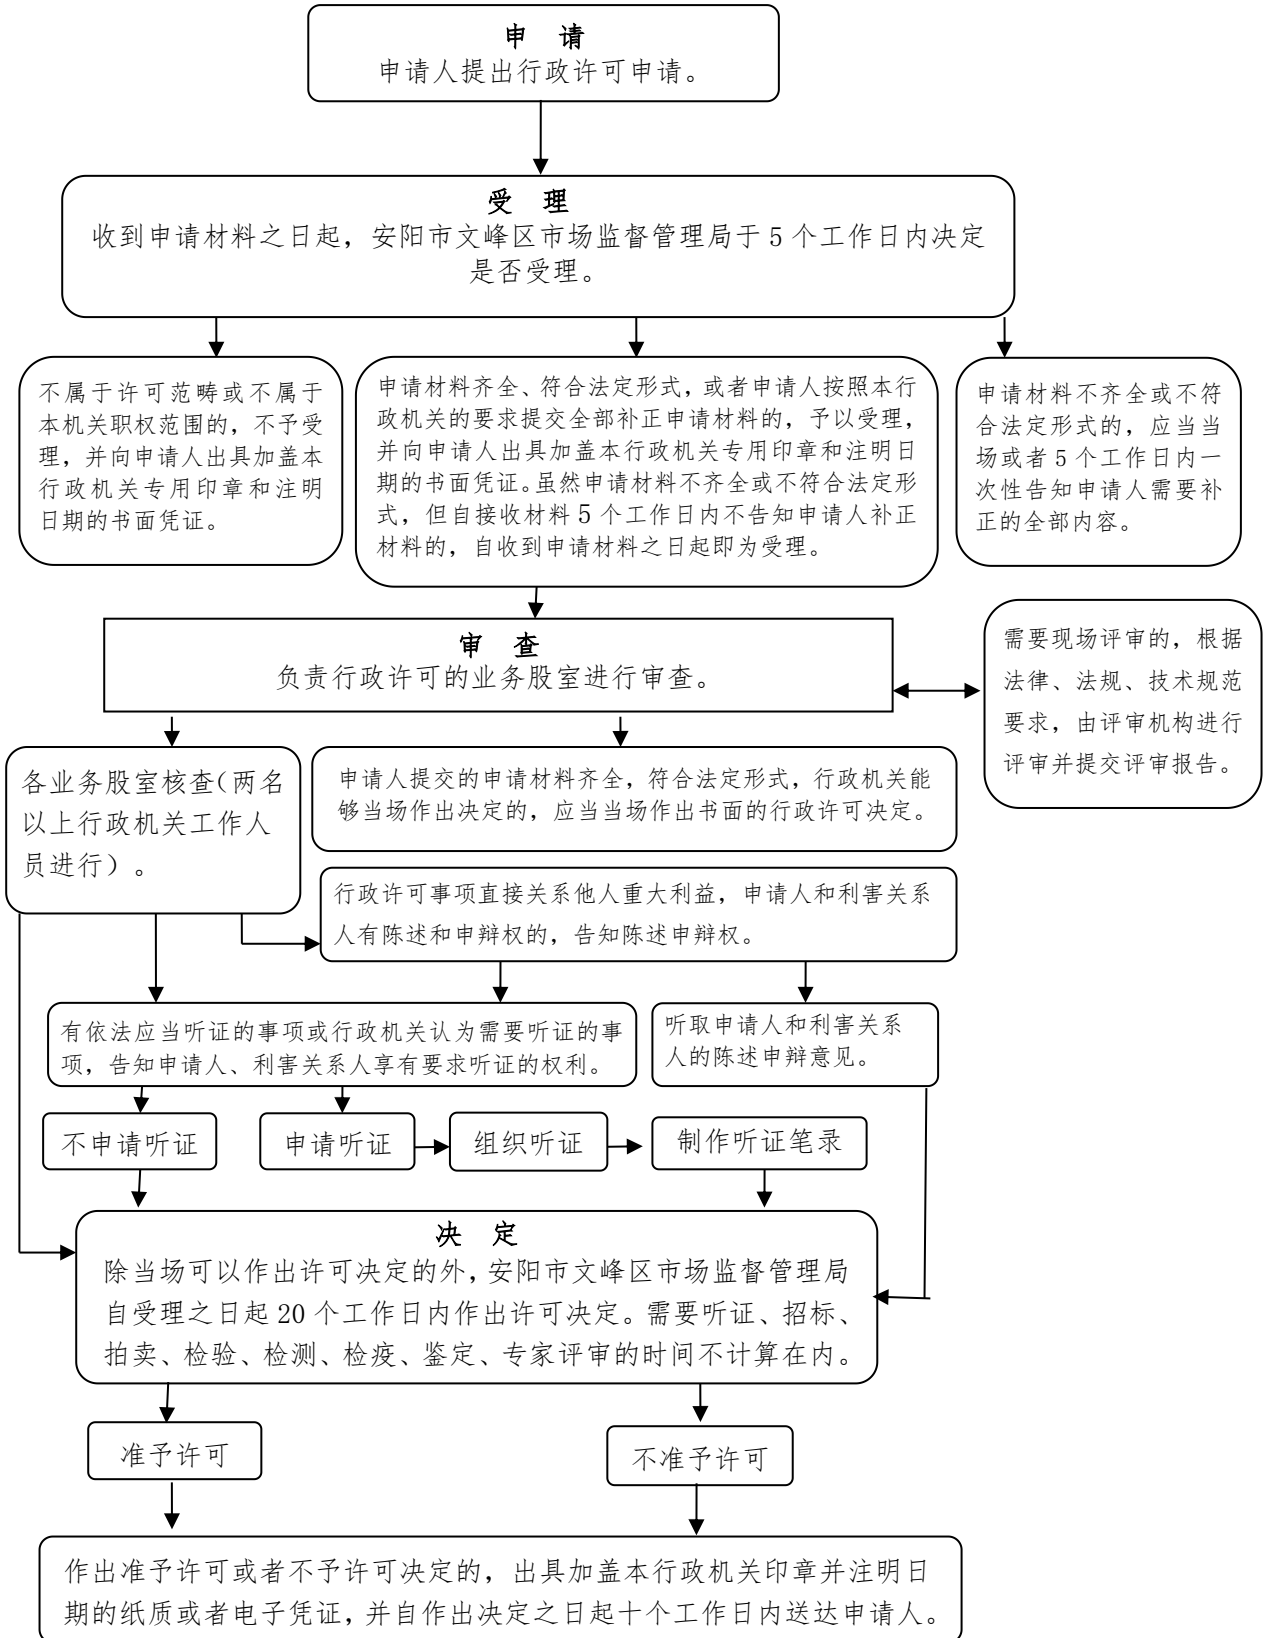 申 请
申请人提出行政许可申请。
受 理
收到申请材料之日起，安阳市文峰区市场监督管理局于 5 个工作日内决定
是否受理。
不属于许可范畴或不属于
本机关职权范围的，不予受
理，并向申请人出具加盖本
行政机关专用印章和注明
日期的书面凭证。
申请材料齐全、符合法定形式，或者申请人按照本行
政机关的要求提交全部补正申请材料的，予以受理，
并向申请人出具加盖本行政机关专用印章和注明日
期的书面凭证。虽然申请材料不齐全或不符合法定形
式，但自接收材料 5 个工作日内不告知申请人补正
材料的，自收到申请材料之日起即为受理。
申请材料不齐全或不符
合法定形式的，应当当
场或者 5 个工作日内一
次性告知申请人需要补
正的全部内容。
审 查
负责行政许可的业务股室进行审查。
需要现场评审的，根据
法律、法规、技术规范
要求，由评审机构进行
评审并提交评审报告。
各业务股室核查（两名
以上行政机关工作人
员进行）。
申请人提交的申请材料齐全，符合法定形式，行政机关能
够当场作出决定的，应当当场作出书面的行政许可决定。
行政许可事项直接关系他人重大利益，申请人和利害关系
人有陈述和申辩权的，告知陈述申辩权。
有依法应当听证的事项或行政机关认为需要听证的事
项，告知申请人、利害关系人享有要求听证的权利。
听取申请人和利害关系
人的陈述申辩意见。
不申请听证
申请听证
组织听证
制作听证笔录
决 定
除当场可以作出许可决定的外，安阳市文峰区市场监督管理局
自受理之日起 20 个工作日内作出许可决定。需要听证、招标、
拍卖、检验、检测、检疫、鉴定、专家评审的时间不计算在内。
准予许可
不准予许可
作出准予许可或者不予许可决定的，出具加盖本行政机关印章并注明日
期的纸质或者电子凭证，并自作出决定之日起十个工作日内送达申请人。